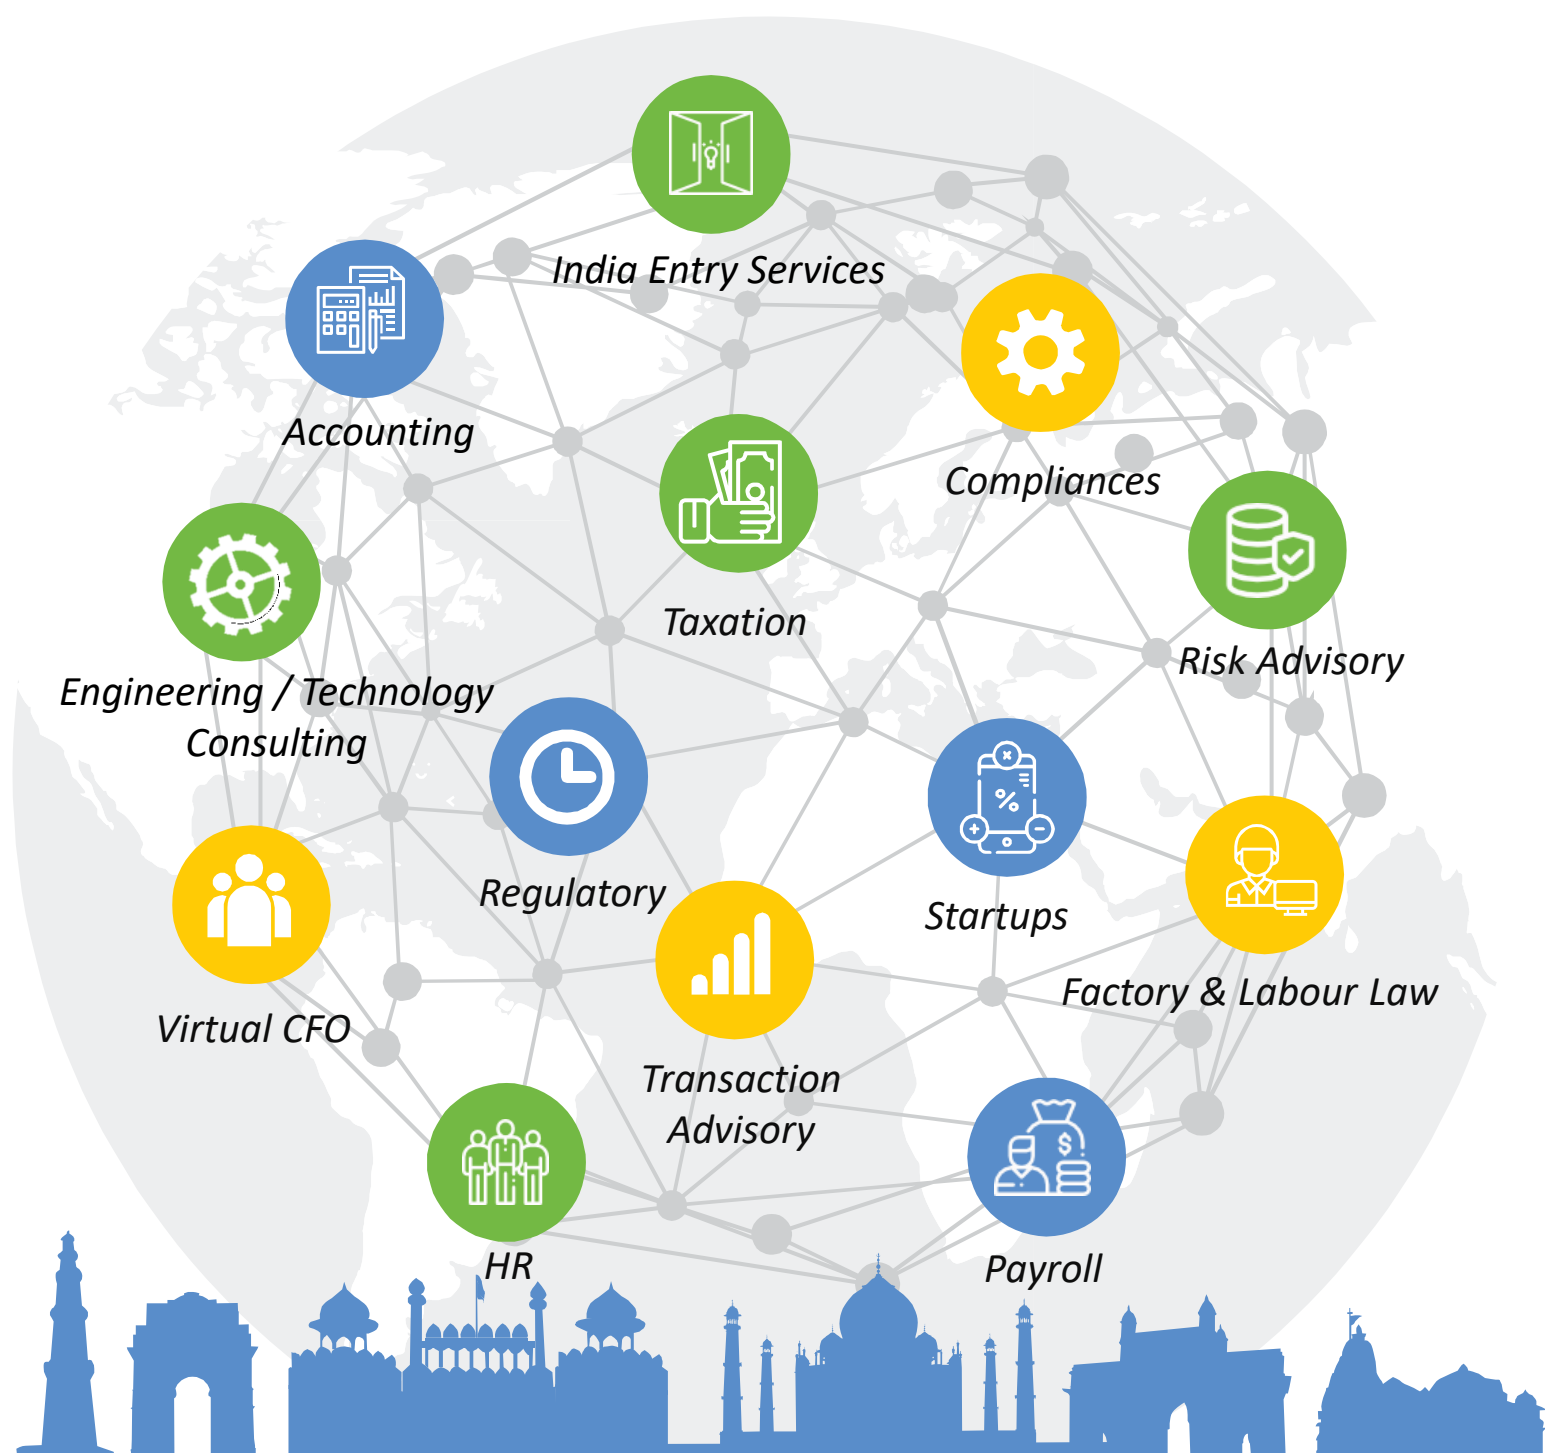 India Entry Services
Accounting
Compliances
Taxation
Risk Advisory
Engineering / Technology
Consulting
Regulatory
Startups
Factory & Labour Law
Virtual CFO
Transaction
Advisory
HR
Payroll